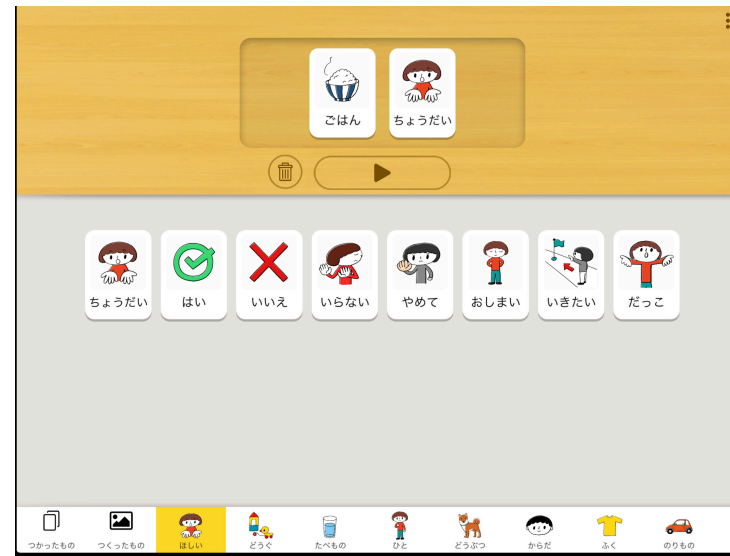 ごはん ちょうだい
ちょうだい はい いいえ いらない やめて おしまい いきたい だっこ
つかったもの つくったもの ほしい どうぐ たべもの ひと どうぶつ からだ ふく のりもの